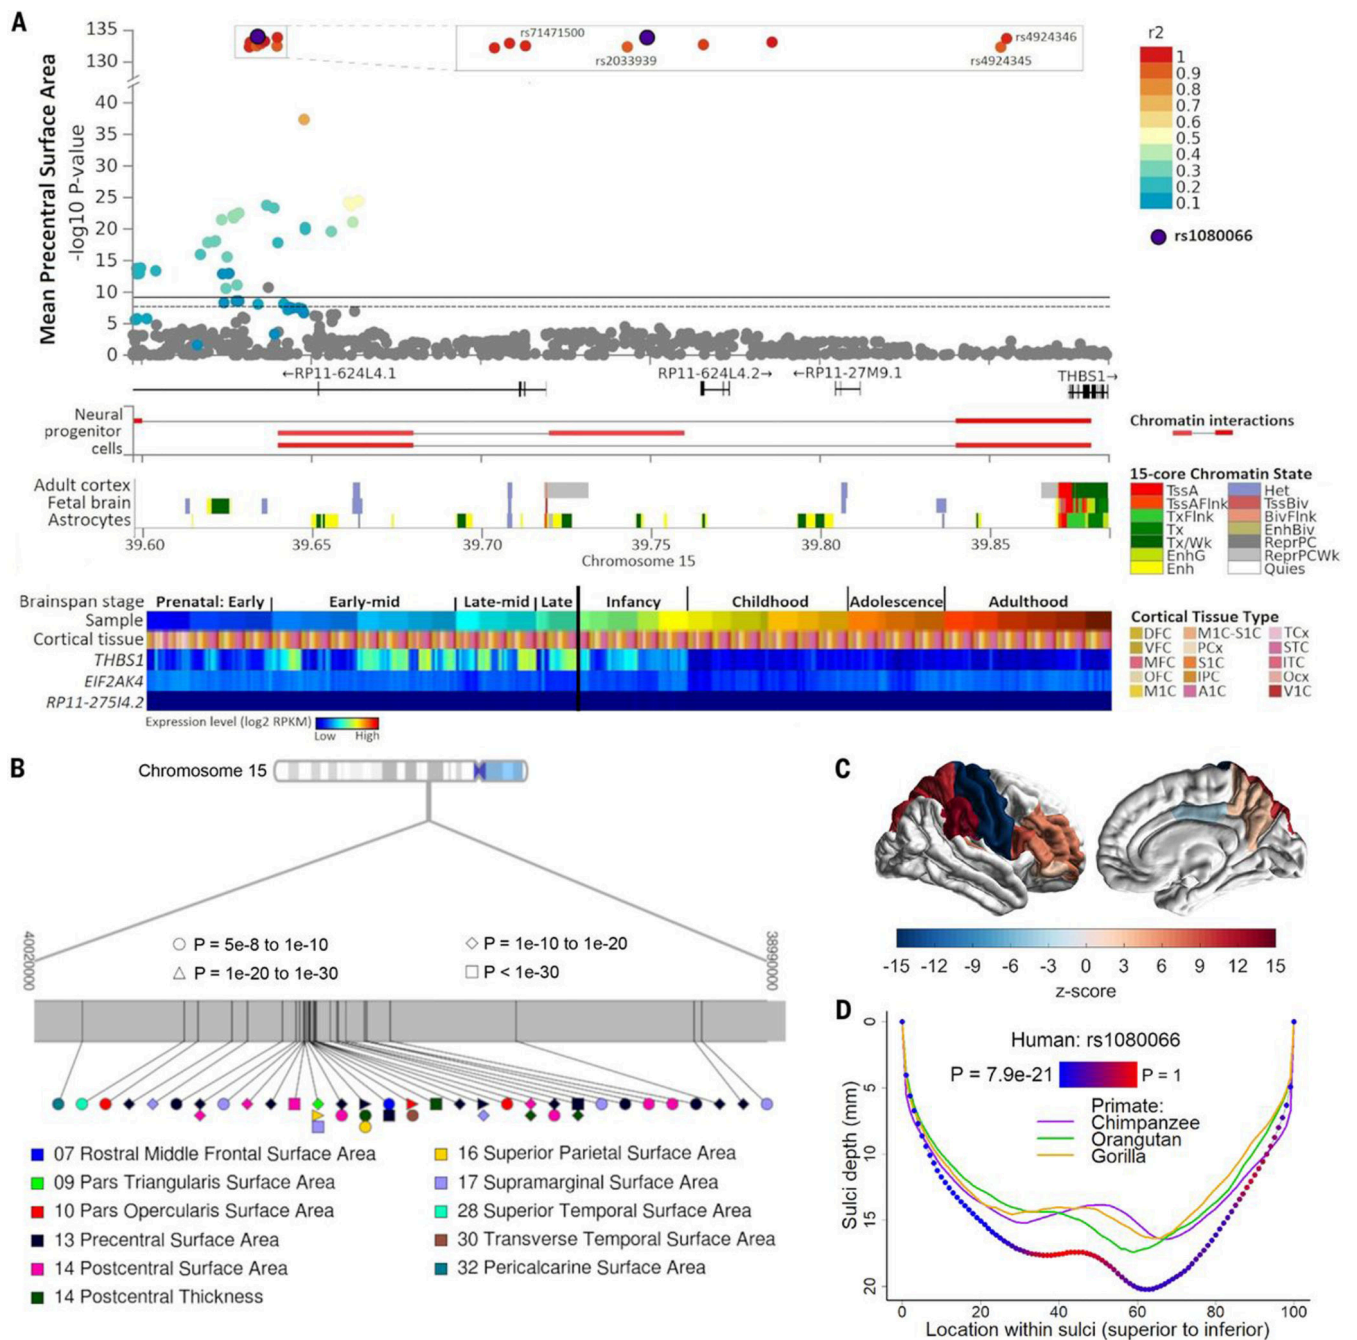 A
Mean Precentral Surface Area
-log10 P-value
135
130
40
35
30
25
20
15
10
5
0
rs71471500
rs2033939
rs4924346
rs4924345
r2
1
0.9
0.8
0.7
0.6
0.5
0.4
0.3
0.2
0.1
rs1080066
←RP11-624L4.1
RP11-624L4.2→
←RP11-27M9.1
THBS1→
Neural
progenitor
cells
Chromatin interactions
Adult cortex
Fetal brain
Astrocytes
39.60
39.65
39.70
39.75
39.80
39.85
Chromosome 15
15-core Chromatin State
TssA
TssAFlnk
TxFlnk
Tx
Tx/Wk
EnhG
Enh
Het
TssBiv
BivFlnk
EnhBiv
ReprPC
ReprPCWk
Quies
Brainspan stage
Prenatal: Early
Early-mid
Late-mid
Late
Infancy
Childhood
Adolescence
Adulthood
Sample
Cortical tissue
THBS1
EIF2AK4
RP11-275I4.2
Expression level (log2 RPKM)
Low
High
Cortical Tissue Type
DFC
VFC
MFC
OFC
M1C
M1C-S1C
PCx
S1C
IPC
A1C
TCx
STC
ITC
Ocx
V1C
B
Chromosome 15
40020000
38990000
P = 5e-8 to 1e-10
P = 1e-10 to 1e-20
P = 1e-20 to 1e-30
P < 1e-30
07 Rostral Middle Frontal Surface Area
09 Pars Triangularis Surface Area
10 Pars Opercularis Surface Area
13 Precentral Surface Area
14 Postcentral Surface Area
14 Postcentral Thickness
16 Superior Parietal Surface Area
17 Supramarginal Surface Area
28 Superior Temporal Surface Area
30 Transverse Temporal Surface Area
32 Pericalcarine Surface Area
C
-15 -12 -9 -6 -3 0 3 6 9 12 15
z-score
D
Sulci depth (mm)
0
5
10
15
20
Human: rs1080066
P = 7.9e-21
P = 1
Primate:
Chimpanzee
Orangutan
Gorilla
0 20 40 60 80 100
Location within sulci (superior to inferior)